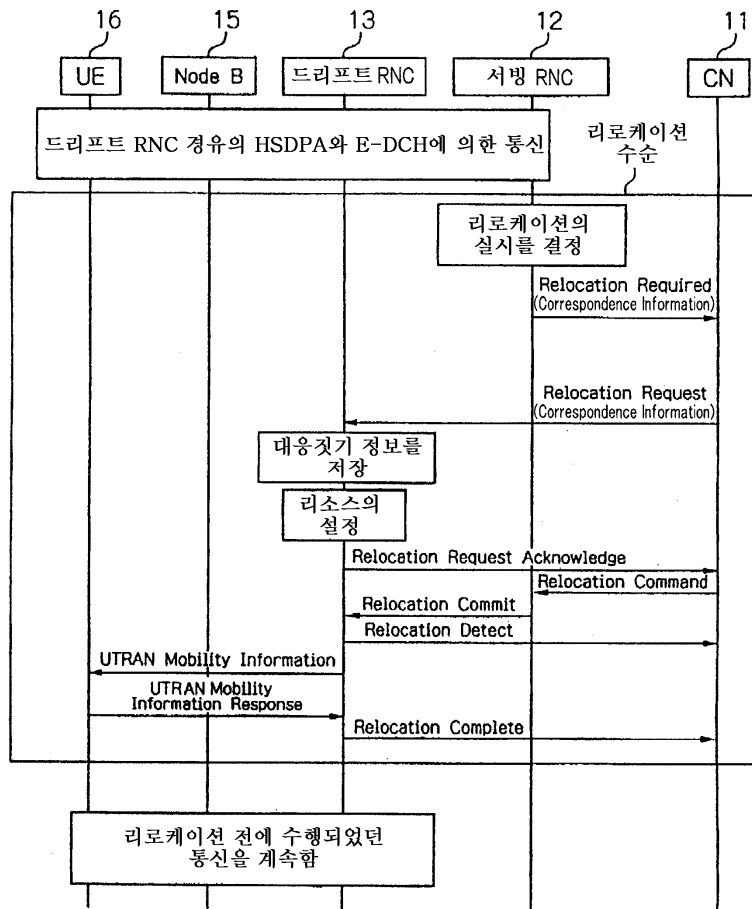 16
15
13
12
11
UE
Node B
드리프트 RNC
서빙 RNC
CN
드리프트 RNC 경유의 HSDPA와 E-DCH에 의한 통신
리로케이션
수순
리로케이션의
실시를 결정
Relocation Required
(Correspondence Information)
Relocation Request
(Correspondence Information)
대응짓기 정보를
저장
리소스의
설정
Relocation Request Acknowledge
Relocation Command
Relocation Commit
Relocation Detect
UTRAN Mobility Information
UTRAN Mobility
Information Response
Relocation Complete
리로케이션 전에 수행되었던
통신을 계속함